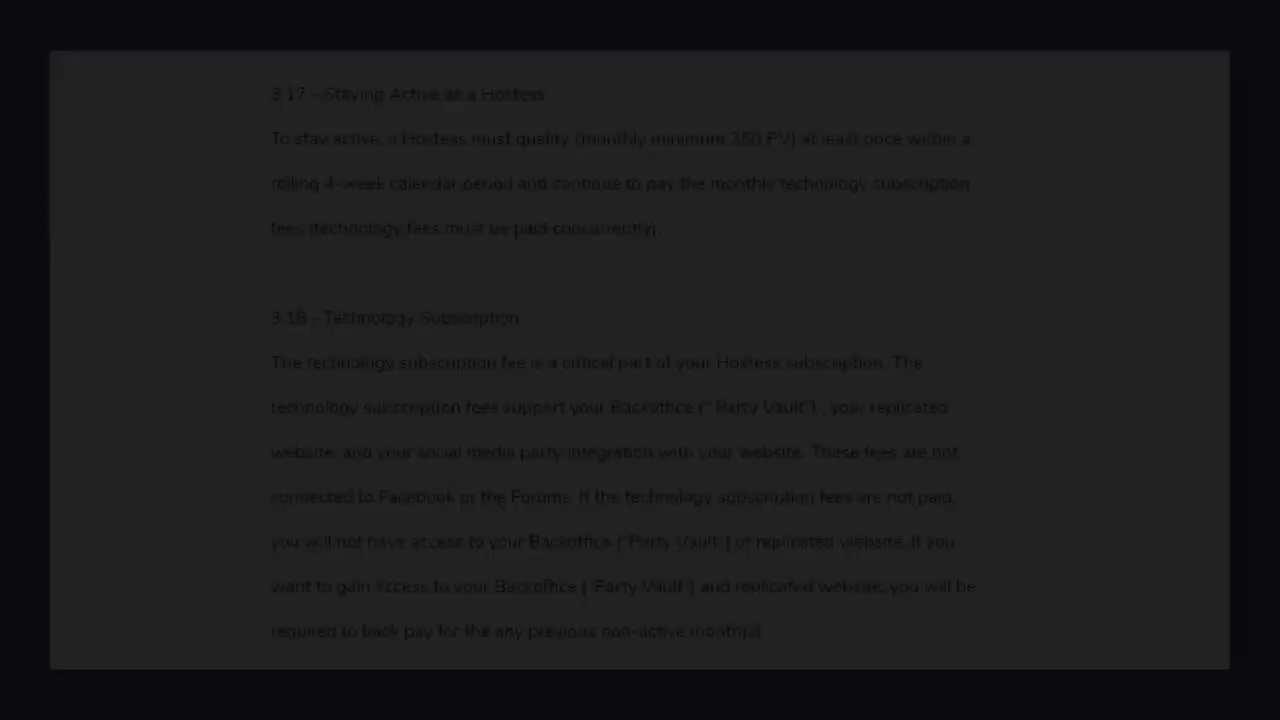 3.17 - Staying Active as a Hostess
To stay active, a Hostess must qualify (monthly minimum 250 PV) at least once within a
rolling 4-week calendar period and continue to pay the monthly technology subscription
fees (technology fees must be paid concurrently).
3.18 - Technology Subscription
The technology subscription fee is a critical part of your Hostess subscription. The
technology subscription fees support your Backoffice (“ Party Vault”) , your replicated
website, and your social media party integration with your website. These fees are not
connected to Facebook or the Forums. If the technology subscription fees are not paid,
you will not have access to your Backoffice (“Party Vault”) or replicated website. If you
want to gain access to your Backoffice (“Party Vault”) and replicated website, you will be
required to back pay for the any previous non-active month(s)